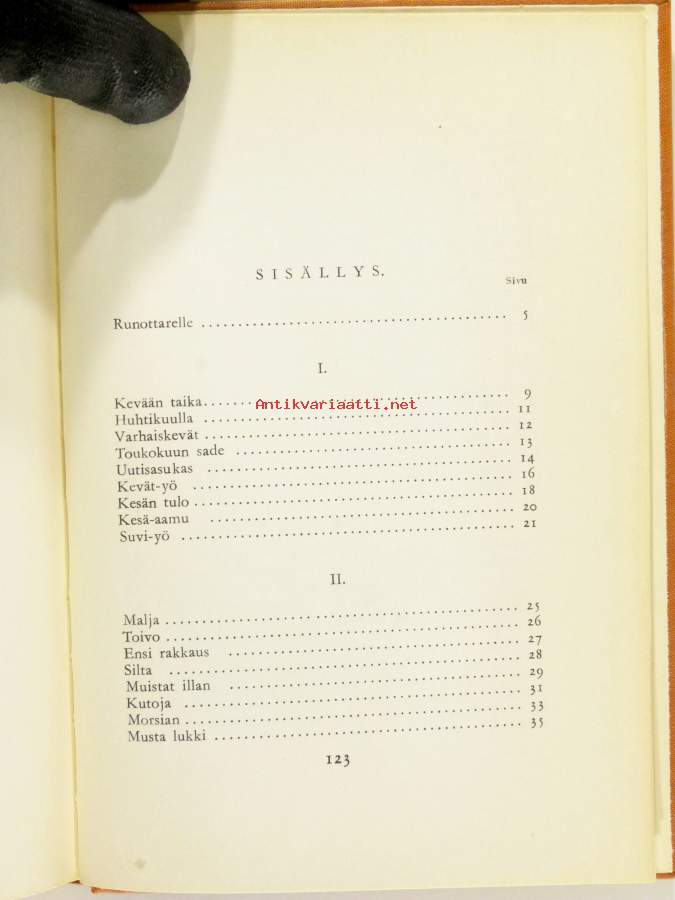 SISÄLLYS.
Sivu
Runottarelle 5
I.
Antikvariaatti.net
Kevään taika 9
Huhtikuulla 11
Varhaiskevät 12
Toukokuun sade 13
Uutisasukas 14
Kevät-yö 16
Kesän tulo 18
Kesä-aamu 20
Suvi-yö 21
II.
Malja 25
Toivo 26
Ensi rakkaus 27
Silta 28
Muistat illan 29
Kutoja 31
Morsian 33
Musta lukki 35
123